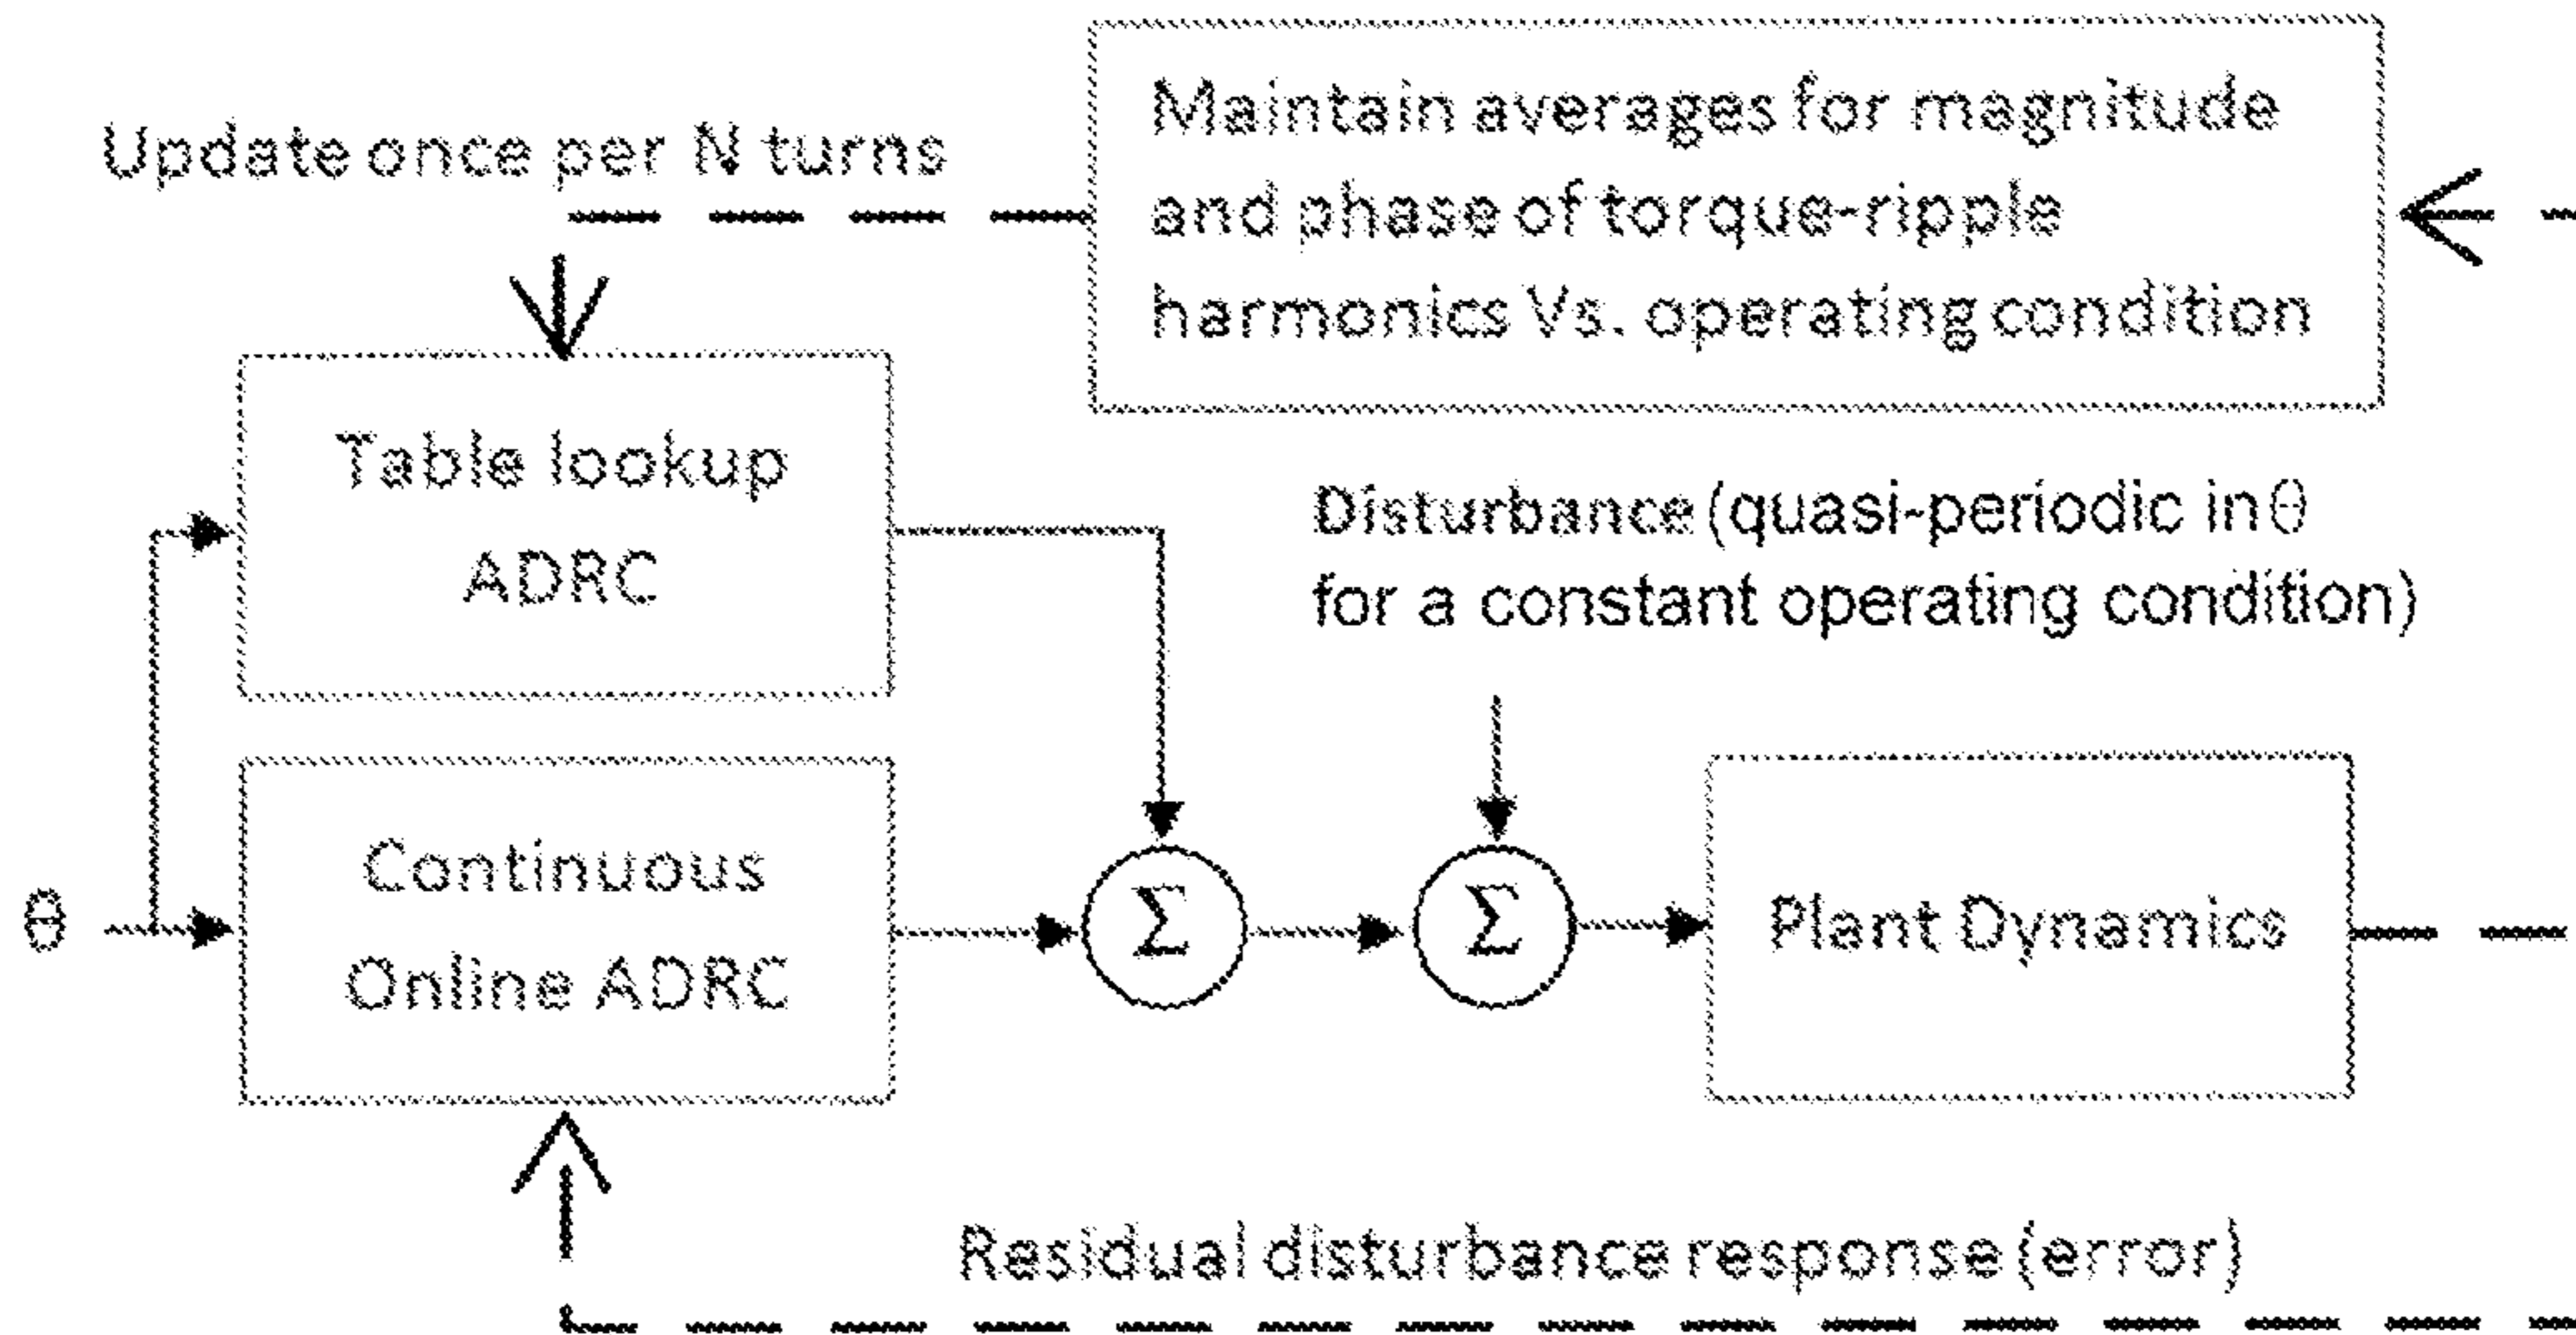 Update once per N turns
Maintain averages for magnitude
and phase of torque-ripple
harmonics Vs. operating condition
Table lookup
ADRC
Disturbance (quasi-periodic in θ
for a constant operating condition)
θ
Continuous
Online ADRC
Σ
Σ
Plant Dynamics
Residual disturbance response (error)